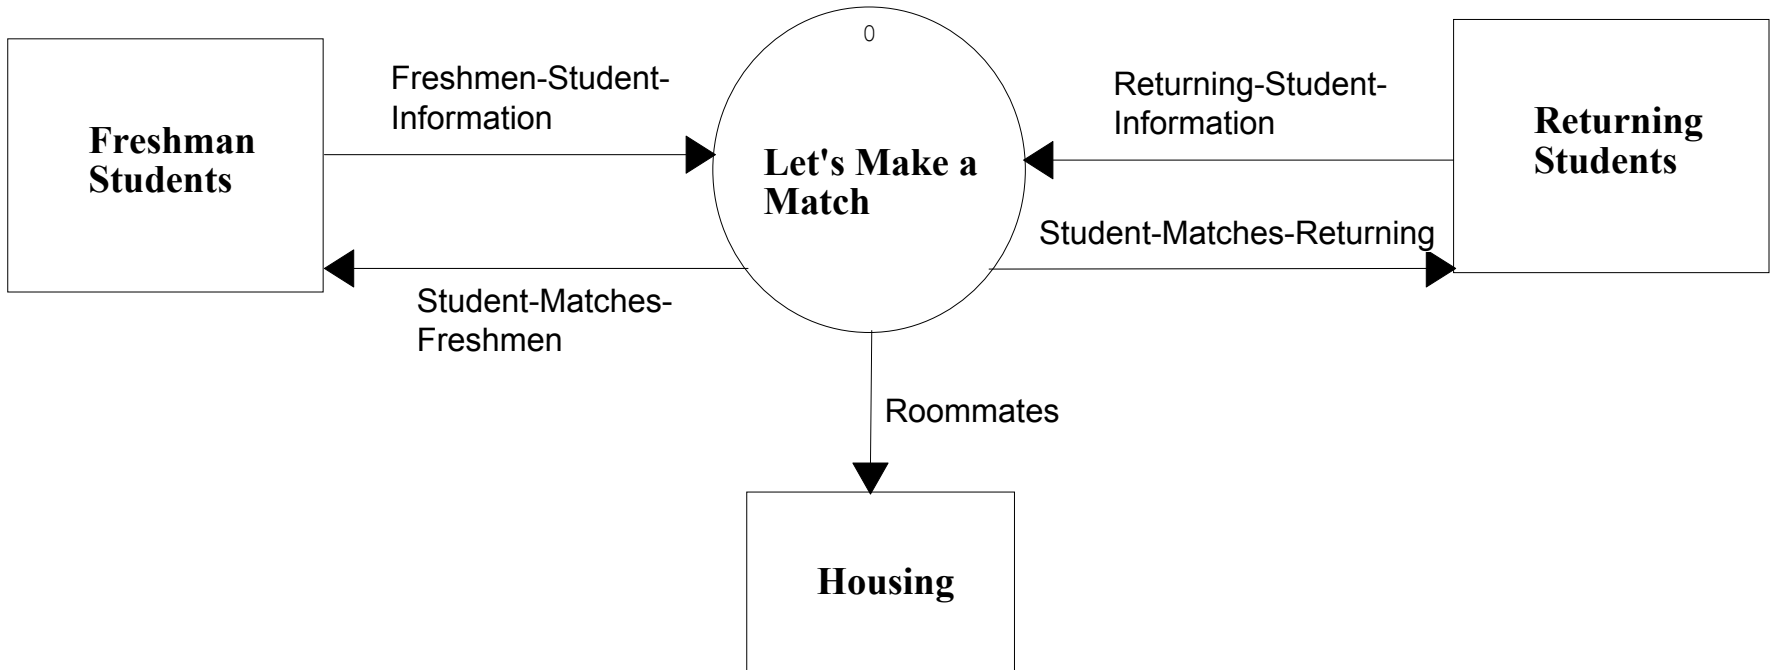 0
Freshmen-Student-
Information
Returning-Student-
Information
Freshman
Students
Let's Make a
Match
Returning
Students
Student-Matches-Returning
Student-Matches-
Freshmen
Roommates
Housing